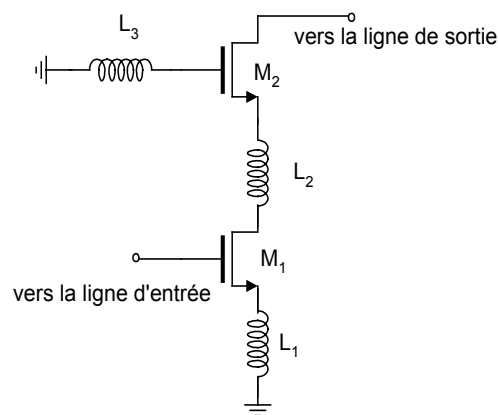 L3
vers la ligne de sortie
M2
L2
M1
vers la ligne d'entrée
L1